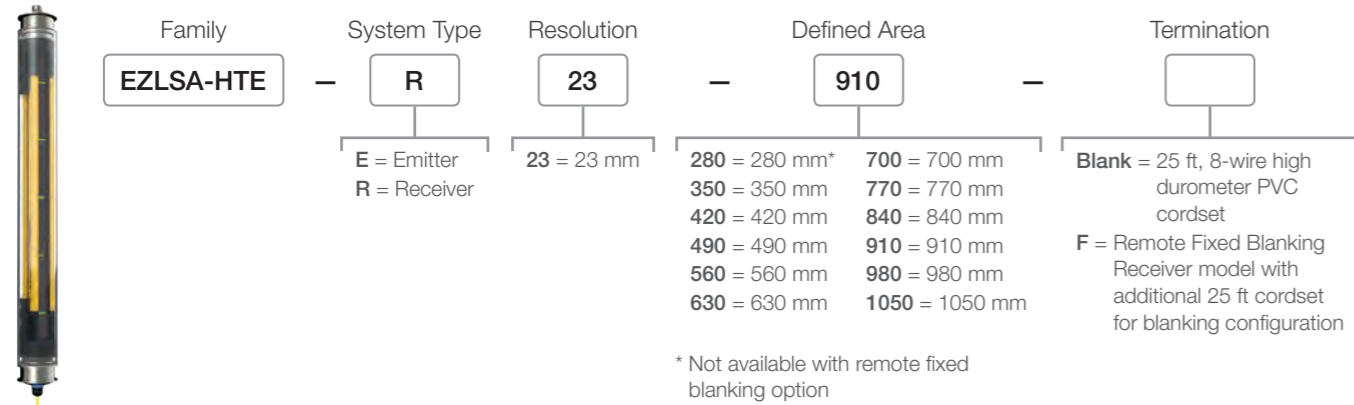 Family System Type Resolution Defined Area Termination
EZLSA-HTE – R 23 – 910 –
E = Emitter
R = Receiver
23 = 23 mm
280 = 280 mm* 700 = 700 mm
350 = 350 mm 770 = 770 mm
420 = 420 mm 840 = 840 mm
490 = 490 mm 910 = 910 mm
560 = 560 mm 980 = 980 mm
630 = 630 mm 1050 = 1050 mm
* Not available with remote fixed
blanking option
Blank = 25 ft, 8-wire high
durometer PVC
cordset
F = Remote Fixed Blanking
Receiver model with
additional 25 ft cordset
for blanking configuration